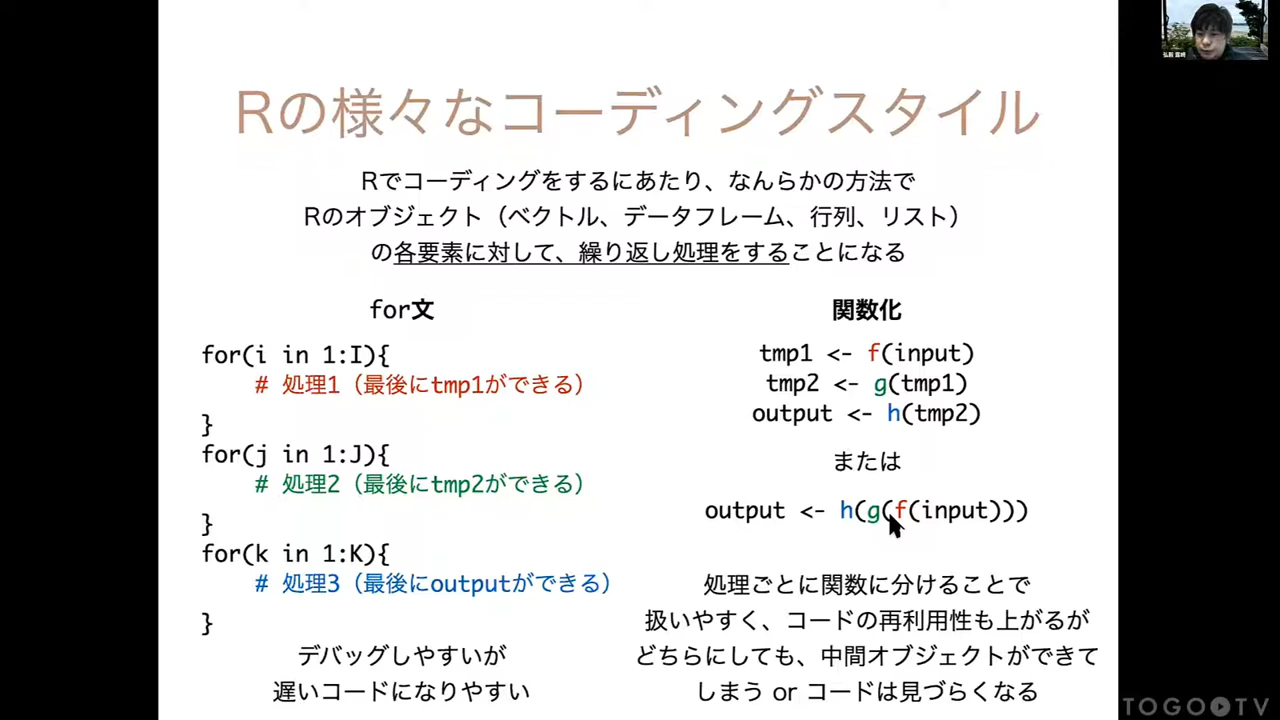 Rの様々なコーディングスタイル
Rでコーディングをするにあたり、なんらかの方法で
Rのオブジェクト（ベクトル、データフレーム、行列、リスト）
の各要素に対して、繰り返し処理をすることになる
for文
for(i in 1:I){
# 処理1（最後にtmp1ができる）
}
for(j in 1:J){
# 処理2（最後にtmp2ができる）
}
for(k in 1:K){
# 処理3（最後にoutputができる）
}
デバッグしやすいが
遅いコードになりやすい
関数化
tmp1 <- f(input)
tmp2 <- g(tmp1)
output <- h(tmp2)
または
output <- h(g(f(input)))
処理ごとに関数に分けることで
扱いやすく、コードの再利用性も上がるが
どちらにしても、中間オブジェクトができて
しまう or コードは見づらくなる
TOGOTV